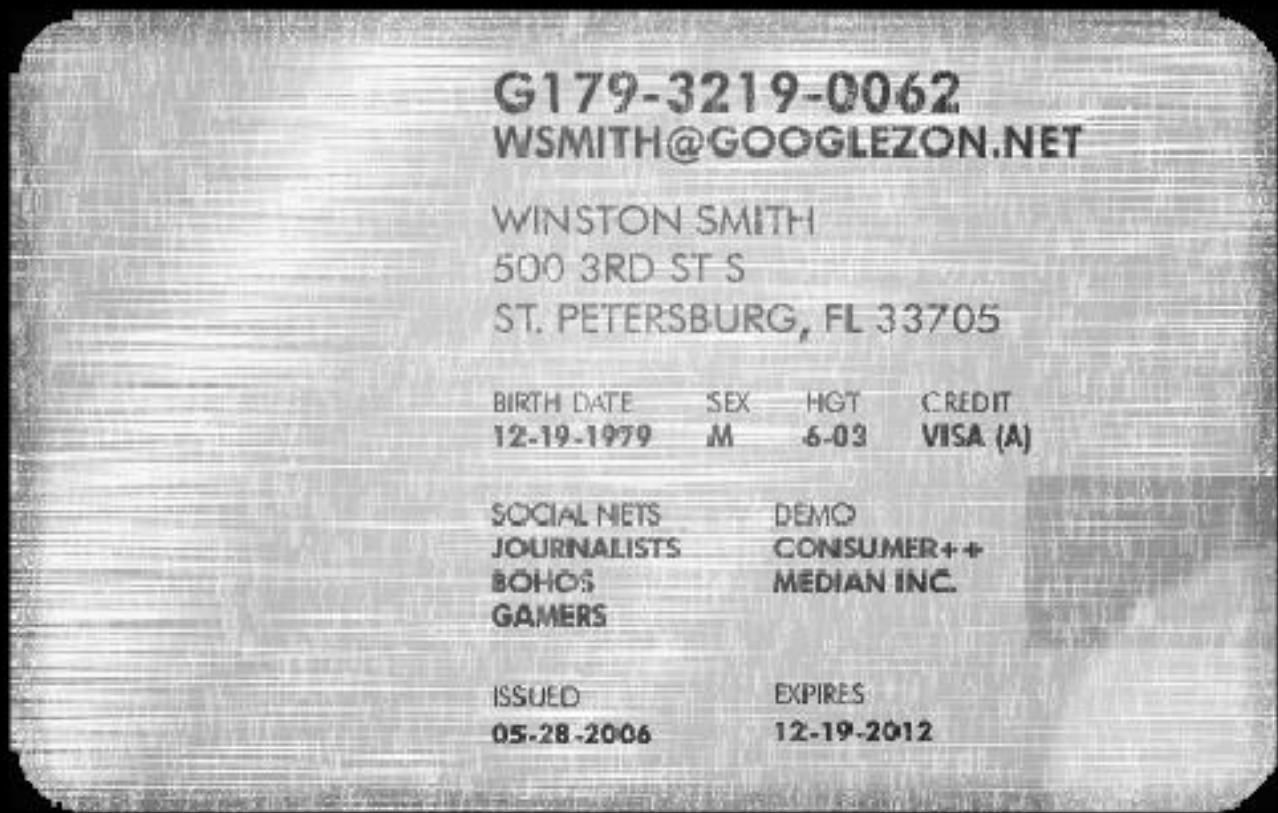 G179-3219-0062
WSMITH@GOOGLEZON.NET
WINSTON SMITH
500 3RD ST S
ST. PETERSBURG, FL 33705
BIRTH DATE SEX HGT CREDIT
12-19-1979 M 6-03 VISA (A)
SOCIAL NETS DEMO
JOURNALISTS CONSUMER++
BOHOS MEDIAN INC.
GAMERS
ISSUED EXPIRES
05-28-2006 12-19-2012